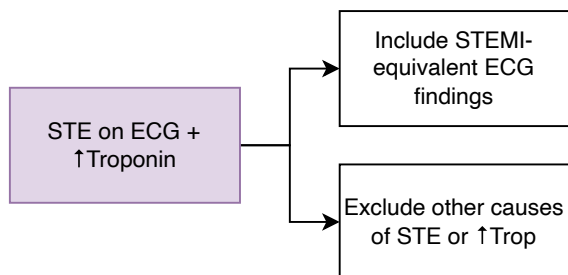 STE on ECG +
↑Troponin
Include STEMI-
equivalent ECG
findings
Exclude other causes
of STE or ↑Trop